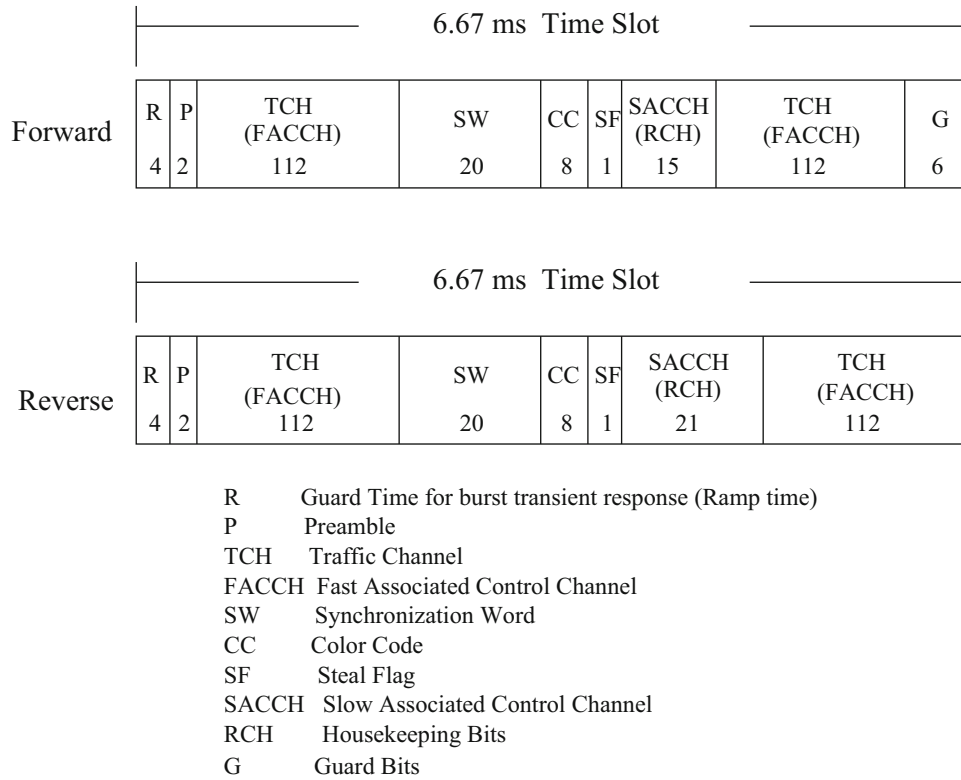 6.67 ms Time Slot
Forward
R P TCH SW CC SF SACCH TCH G
(FACCH) (RCH) (FACCH)
4 2 112 20 8 1 15 112 6
6.67 ms Time Slot
Reverse
R P TCH SW CC SF SACCH TCH
(FACCH) (RCH) (FACCH)
4 2 112 20 8 1 21 112
R Guard Time for burst transient response (Ramp time)
P Preamble
TCH Traffic Channel
FACCH Fast Associated Control Channel
SW Synchronization Word
CC Color Code
SF Steal Flag
SACCH Slow Associated Control Channel
RCH Housekeeping Bits
G Guard Bits